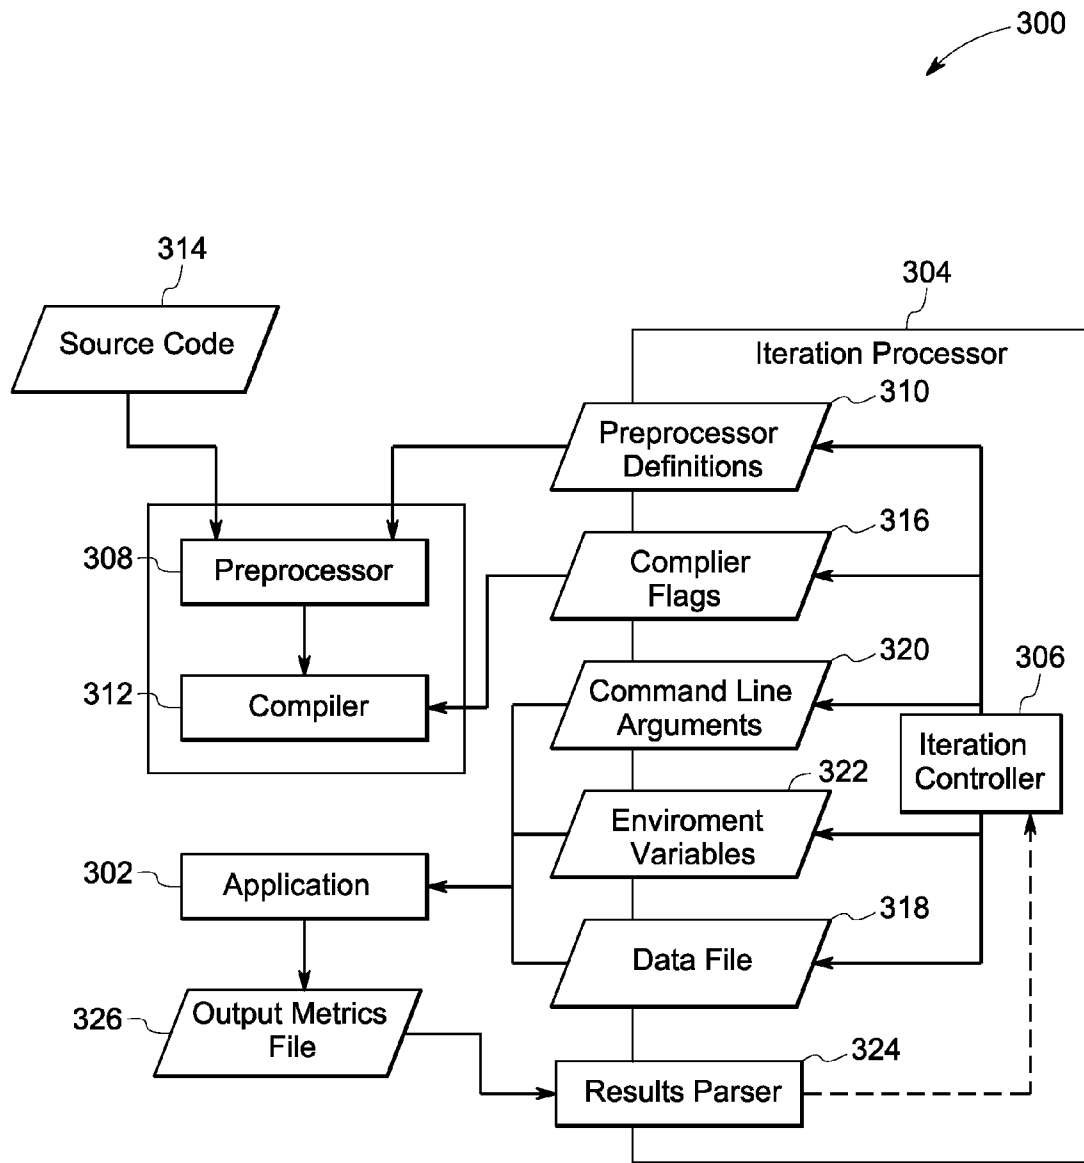 300
314
Source Code
304
Iteration Processor
310
Preprocessor
Definitions
308
Preprocessor
316
Complier
Flags
312
Compiler
320
Command Line
Arguments
306
Iteration
Controller
322
Enviroment
Variables
302
Application
318
Data File
326
Output Metrics
File
324
Results Parser